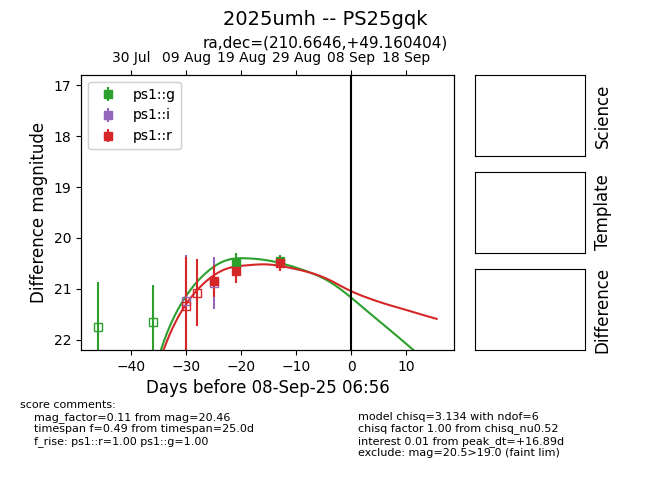 2025umh -- PS25gqk
ra,dec=(210.6646,+49.160404)
30 Jul 09 Aug 19 Aug 29 Aug 08 Sep 18 Sep
17
18
19
20
21
22
Difference magnitude
ps1::g
ps1::i
ps1::r
−40 −30 −20 −10 0 10
Days before 08-Sep-25 06:56
Science
Template
Difference
score comments:
mag_factor=0.11 from mag=20.46
timespan f=0.49 from timespan=25.0d
f_rise: ps1::r=1.00 ps1::g=1.00
model chisq=3.134 with ndof=6
chisq factor 1.00 from chisq_nu0.52
interest 0.01 from peak_dt=+16.89d
exclude: mag=20.5>19.0 (faint lim)